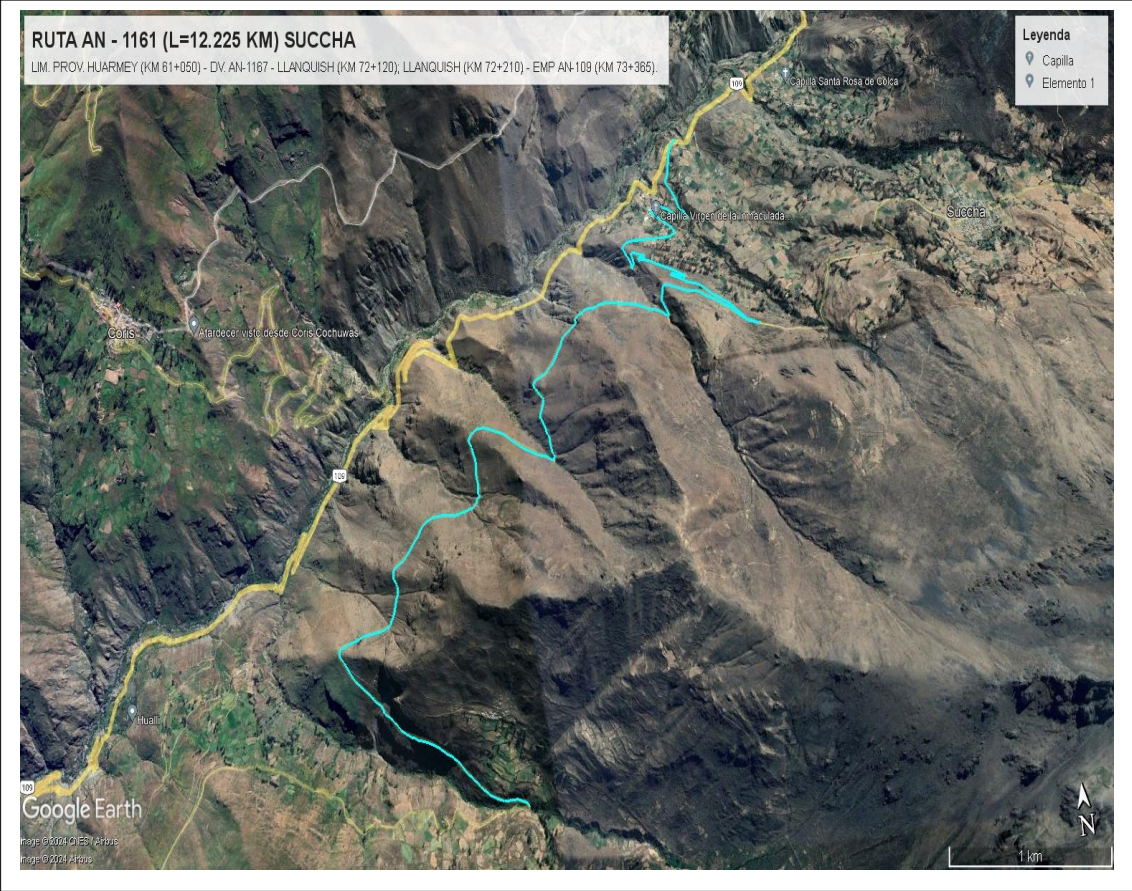 RUTA AN - 1161 (L=12.225 KM) SUCCHA
LIM. PROV. HUARMEY (KM 61+050) - DV. AN-1167 - LLANQUISH (KM 72+120); LLANQUISH (KM 72+210) - EMP AN-109 (KM 73+365).
Leyenda
Capilla
Elemento 1
109
Capilla Santa Rosa de Colca
Succha
Capilla Virgen de la Inmaculada
Coris
Atardecer visto desde Coris Cochuwas
109
Hualli
109
Google Earth
mage © 2024 CNES / Airbus
mage © 2024 Airbus
N
1 km